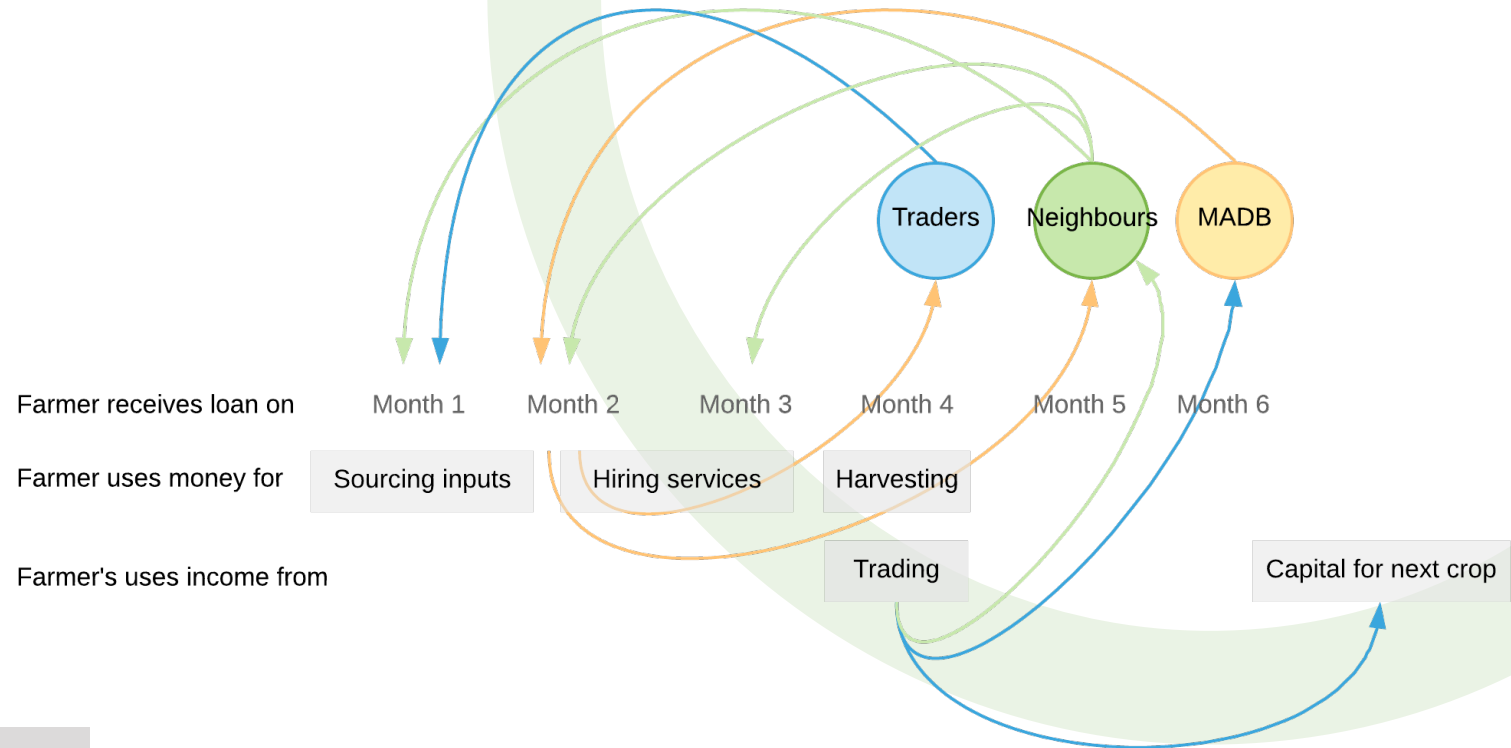 Traders
Neighbours
MADB
Farmer receives loan on
Month 1
Month 2
Month 3
Month 4
Month 5
Month 6
Farmer uses money for
Sourcing inputs
Hiring services
Harvesting
Farmer's uses income from
Trading
Capital for next crop